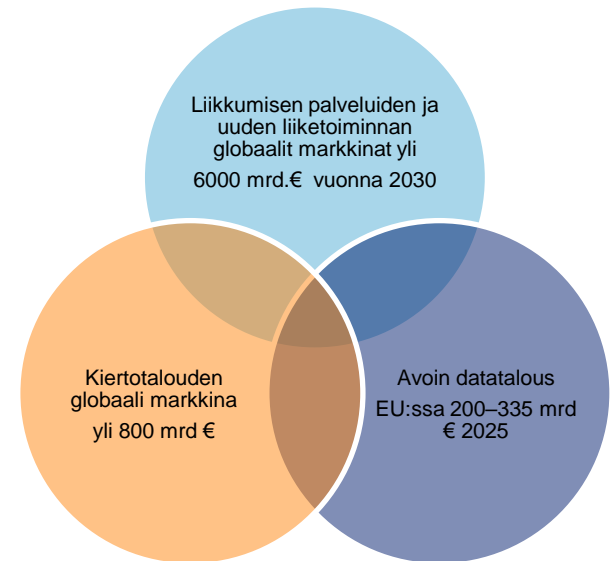 Liikkumisen palveluiden ja
uuden liiketoiminnan
globaalit markkinat yli
6000 mrd.€ vuonna 2030
Kiertotalouden
globaali markkina
yli 800 mrd €
Avoin datatalous
EU:ssa 200–335 mrd
€ 2025